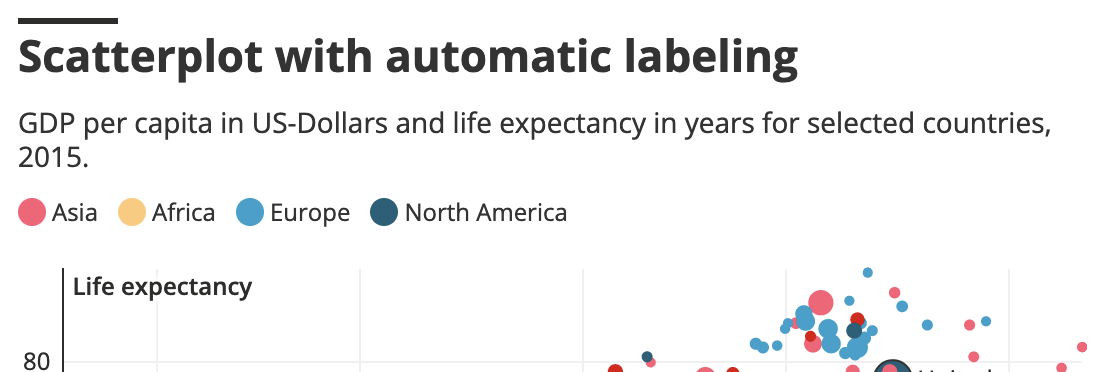 Scatterplot with automatic labeling
GDP per capita in US-Dollars and life expectancy in years for selected countries,
2015.
Asia Africa Europe North America
Life expectancy
80